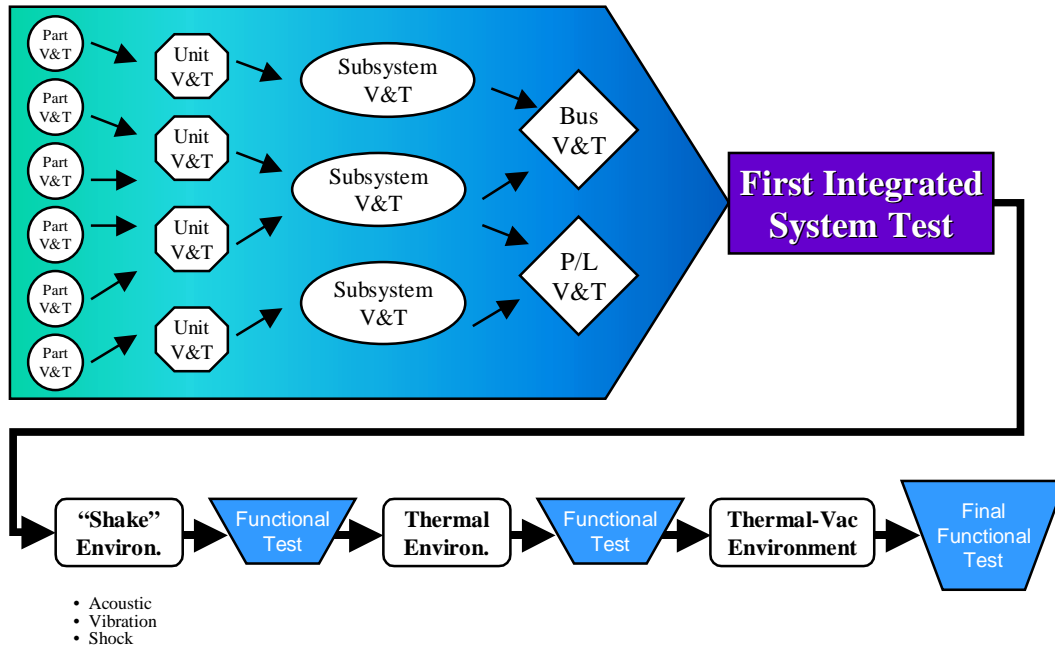 Part
V&T
Part
V&T
Part
V&T
Part
V&T
Part
V&T
Part
V&T
Unit
V&T
Unit
V&T
Unit
V&T
Unit
V&T
Subsystem
V&T
Subsystem
V&T
Subsystem
V&T
Bus
V&T
P/L
V&T
First Integrated
System Test
“Shake”
Environ.
Functional
Test
Thermal
Environ.
Functional
Test
Thermal-Vac
Environment
Final
Functional
Test
• Acoustic
• Vibration
• Shock